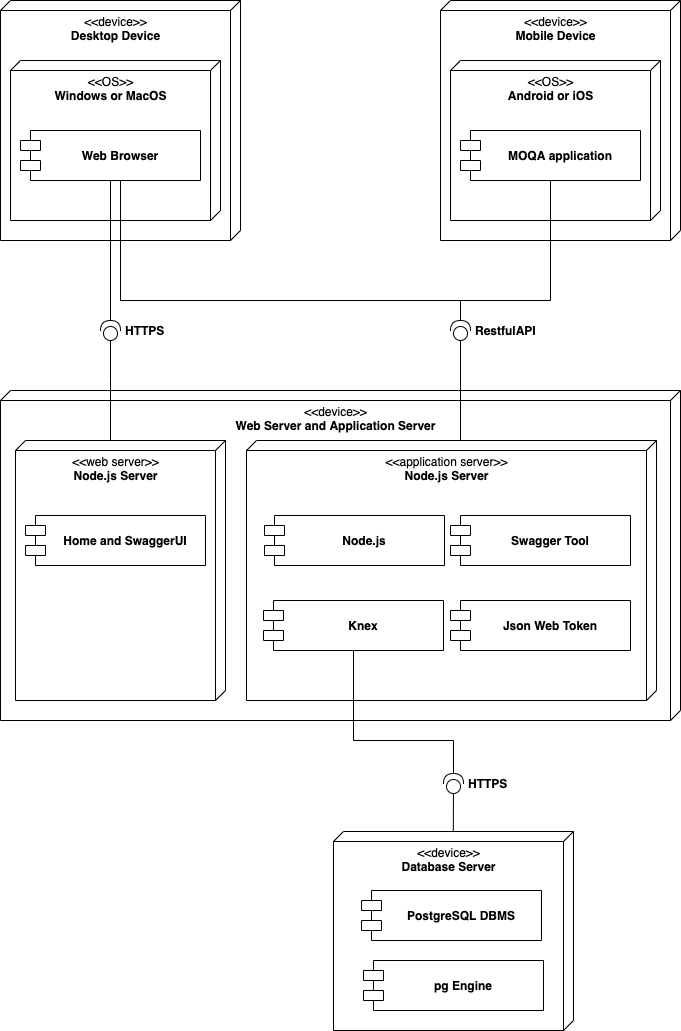 <<device>>
Desktop Device
<<OS>>
Windows or MacOS
Web Browser
<<device>>
Mobile Device
<<OS>>
Android or iOS
MOQA application
HTTPS
RestfulAPI
<<device>>
Web Server and Application Server
<<web server>>
Node.js Server
Home and SwaggerUI
<<application server>>
Node.js Server
Node.js
Swagger Tool
Knex
Json Web Token
HTTPS
<<device>>
Database Server
PostgreSQL DBMS
pg Engine